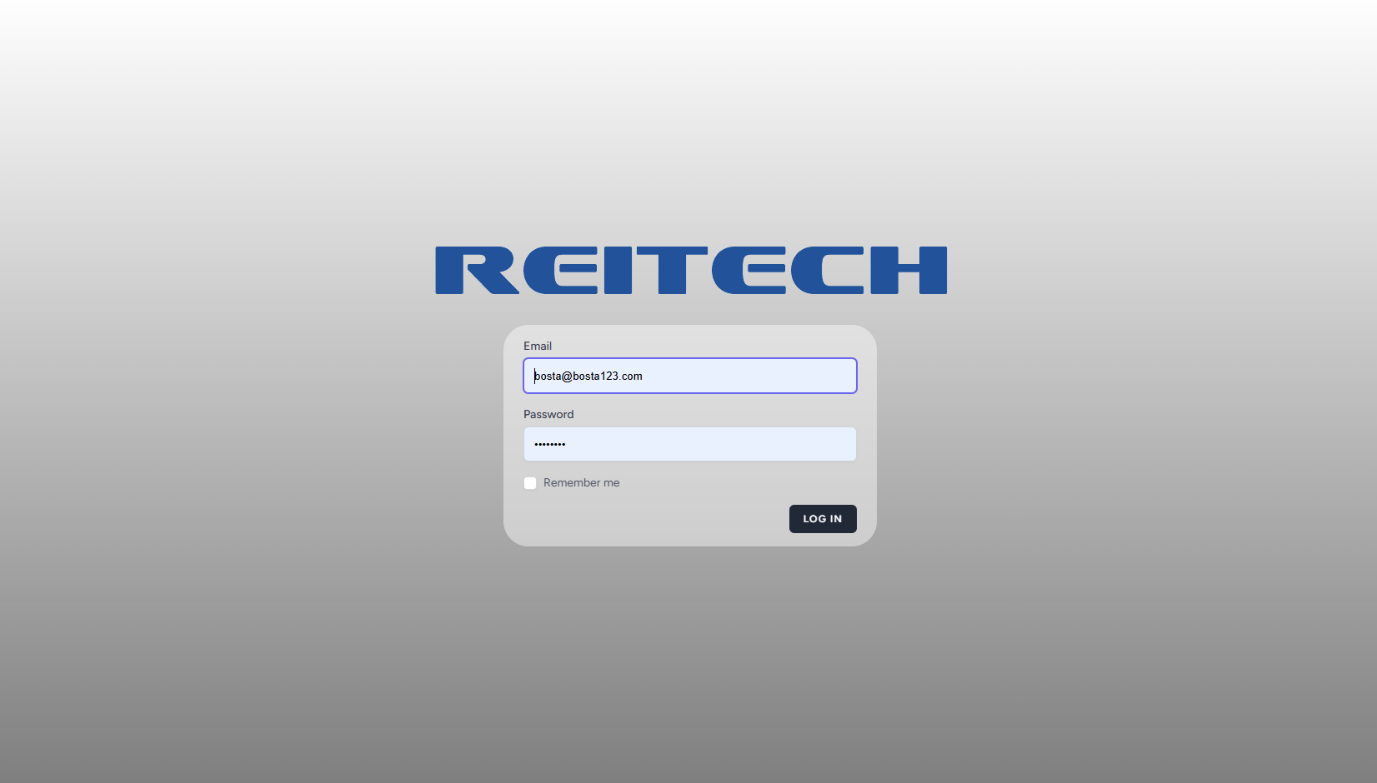 REITECH
Email
bosta@bosta123.com
Password
••••••••
Remember me
LOG IN